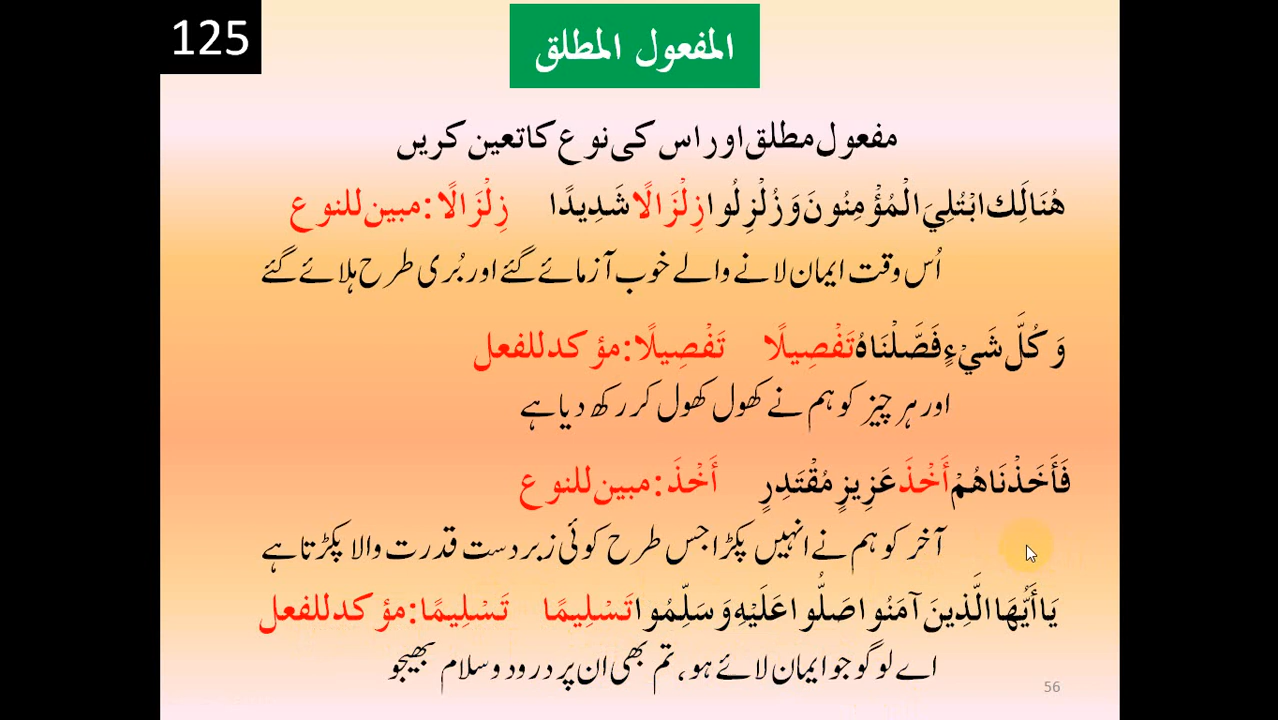 125
المفعول المطلق
مفعول مطلق اور اس کی نوع کا تعین کریں
هُنَالِكَ ابْتُلِيَ الْمُؤْمِنُونَ وَزُلْزِلُوا زِلْزَالًا شَدِيدًا زِلْزَالًا: مبين للنوع
اُس وقت ایمان لانے والے خوب آزمائے گئے اور بُری طرح ہلائے گئے
وَكُلَّ شَيْءٍ فَصَّلْنَاهُ تَفْصِيلًا تَفْصِيلًا: مؤكد للفعل
اور ہر چیز کو ہم نے کھول کھول کر رکھ دیا ہے
فَأَخَذْنَاهُمْ أَخْذَ عَزِيزٍ مُقْتَدِرٍ أَخْذَ: مبين للنوع
آخر کو ہم نے انہیں پکڑا جس طرح کوئی زبردست قدرت والا پکڑتا ہے
يَا أَيُّهَا الَّذِينَ آمَنُوا صَلُّوا عَلَيْهِ وَسَلِّمُوا تَسْلِيمًا تَسْلِيمًا: مؤكد للفعل
اے لوگو جو ایمان لائے ہو، تم بھی ان پر درود و سلام بھیجو
56